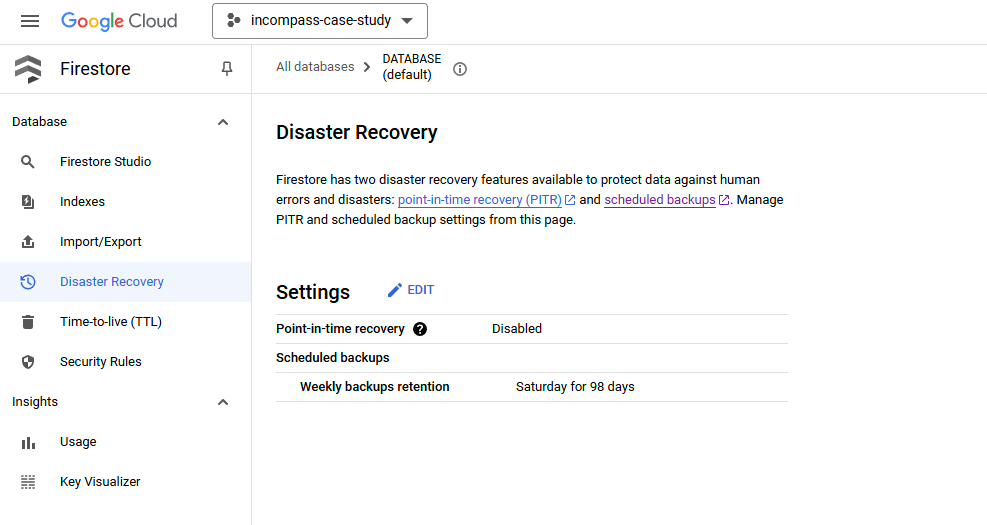 Google Cloud
incompass-case-study
Firestore
All databases
DATABASE
(default)
Database
Firestore Studio
Indexes
Import/Export
Disaster Recovery
Time-to-live (TTL)
Security Rules
Insights
Usage
Key Visualizer
Disaster Recovery
Firestore has two disaster recovery features available to protect data against human
errors and disasters: point-in-time recovery (PITR) and scheduled backups. Manage
PITR and scheduled backup settings from this page.
Settings EDIT
Point-in-time recovery ? Disabled
Scheduled backups
Weekly backups retention Saturday for 98 days